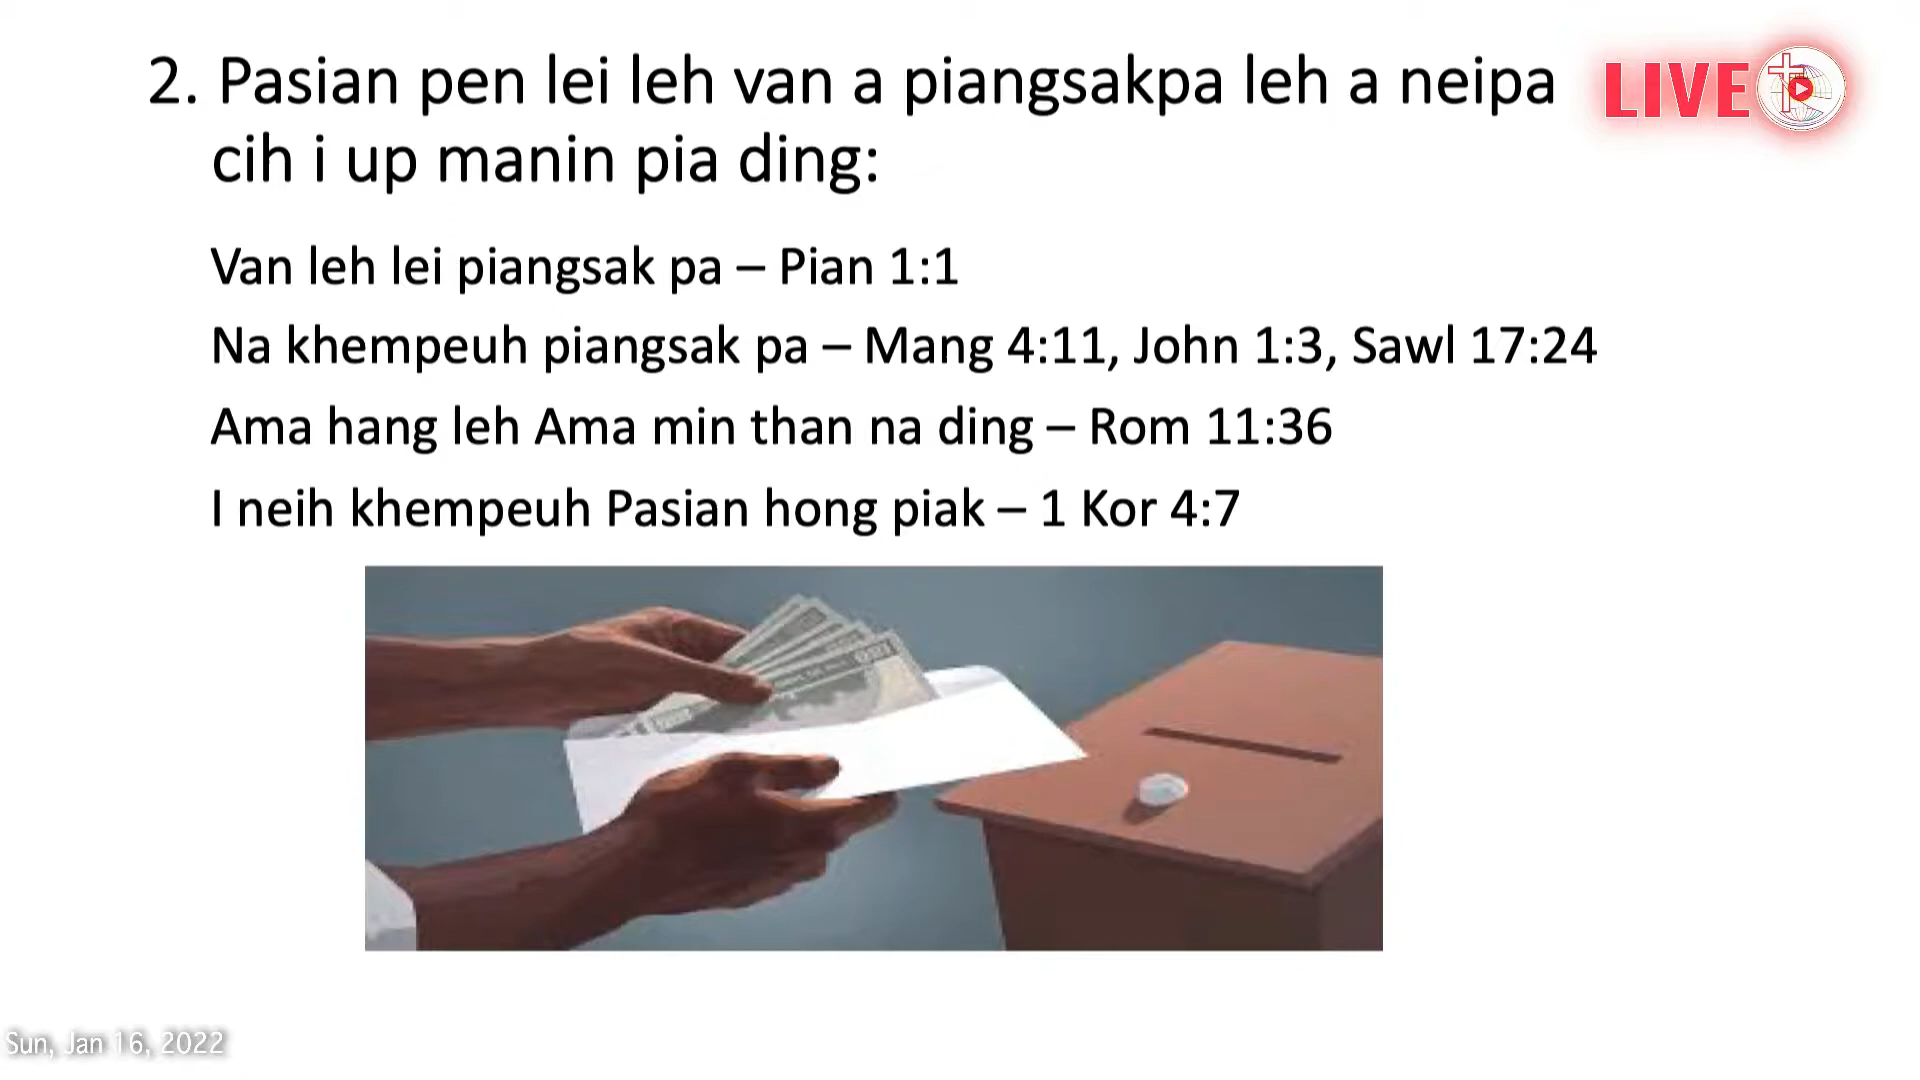 2. Pasian pen lei leh van a piangsakpa leh a neipa
cih i up manin pia ding:
LIVE
Van leh lei piangsak pa – Pian 1:1
Na khempeuh piangsak pa – Mang 4:11, John 1:3, Sawl 17:24
Ama hang leh Ama min than na ding – Rom 11:36
I neih khempeuh Pasian hong piak – 1 Kor 4:7
Sun, Jan 16, 2022